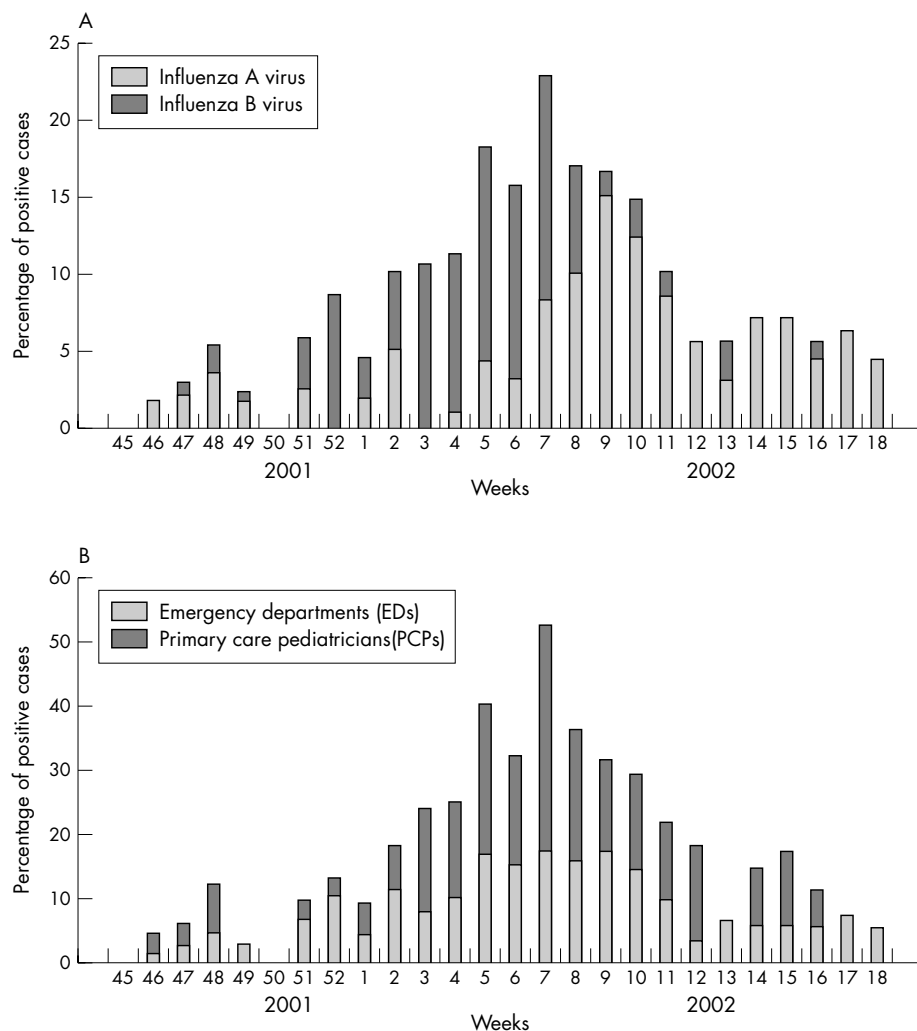 A
25
20
15
10
5
0
Percentage of positive cases
Influenza A virus
Influenza B virus
45 46 47 48 49 50 51 52 1 2 3 4 5 6 7 8 9 10 11 12 13 14 15 16 17 18
2001 2002
Weeks
B
60
50
40
30
20
10
0
Percentage of positive cases
Emergency departments (EDs)
Primary care pediatricians(PCPs)
45 46 47 48 49 50 51 52 1 2 3 4 5 6 7 8 9 10 11 12 13 14 15 16 17 18
2001 2002
Weeks